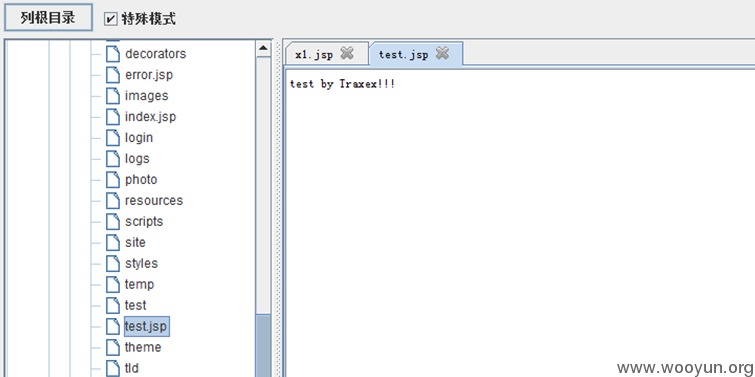 列根目录
特殊模式
decorators
error.jsp
images
index.jsp
login
logs
photo
resources
scripts
site
styles
temp
test
test.jsp
theme
tld
x1.jsp
test.jsp
test by Iraxex!!!
www.wooyun.org